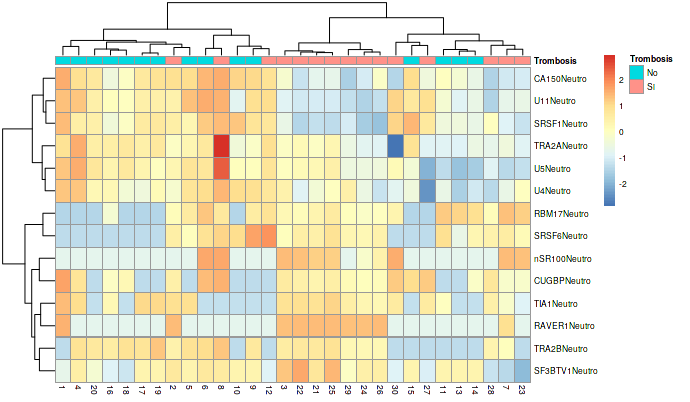 Trombosis
CA150Neutro
U11Neutro
SRSF1Neutro
TRA2ANeutro
U5Neutro
U4Neutro
RBM17Neutro
SRSF6Neutro
nSR100Neutro
CUGBPNeutro
TIA1Neutro
RAVER1Neutro
TRA2BNeutro
SF3BTV1Neutro
1 4 20 16 18 17 19 2 5 6 8 10 9 12 3 22 21 25 29 24 26 30 15 27 11 13 14 28 7 23
2
1
0
-1
-2
Trombosis
No
SI